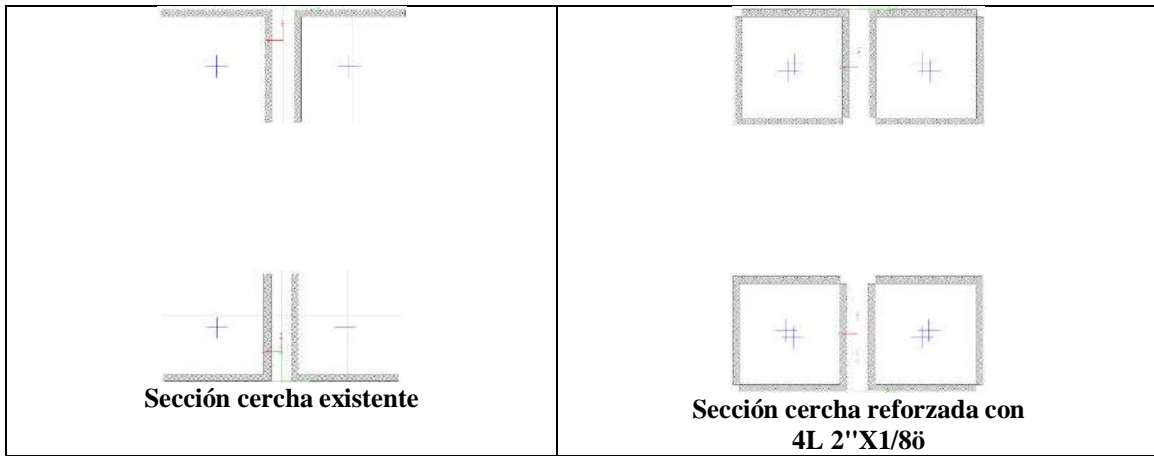 Sección cercha existente
Sección cercha reforzada con
4L 2"X1/8ö